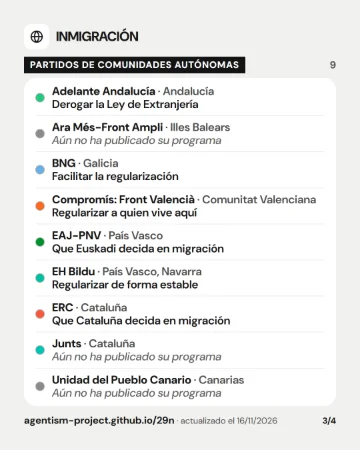 INMIGRACIÓN
PARTIDOS DE COMUNIDADES AUTÓNOMAS 9
Adelante Andalucía · Andalucía
Derogar la Ley de Extranjería
Ara Més-Front Ampli · Illes Balears
Aún no ha publicado su programa
BNG · Galicia
Facilitar la regularización
Compromís: Front Valencià · Comunitat Valenciana
Regularizar a quien vive aquí
EAJ-PNV · País Vasco
Que Euskadi decida en migración
EH Bildu · País Vasco, Navarra
Regularizar de forma estable
ERC · Cataluña
Que Cataluña decida en migración
Junts · Cataluña
Aún no ha publicado su programa
Unidad del Pueblo Canario · Canarias
Aún no ha publicado su programa
agentism-project.github.io/29n · actualizado el 16/11/2026 3/4